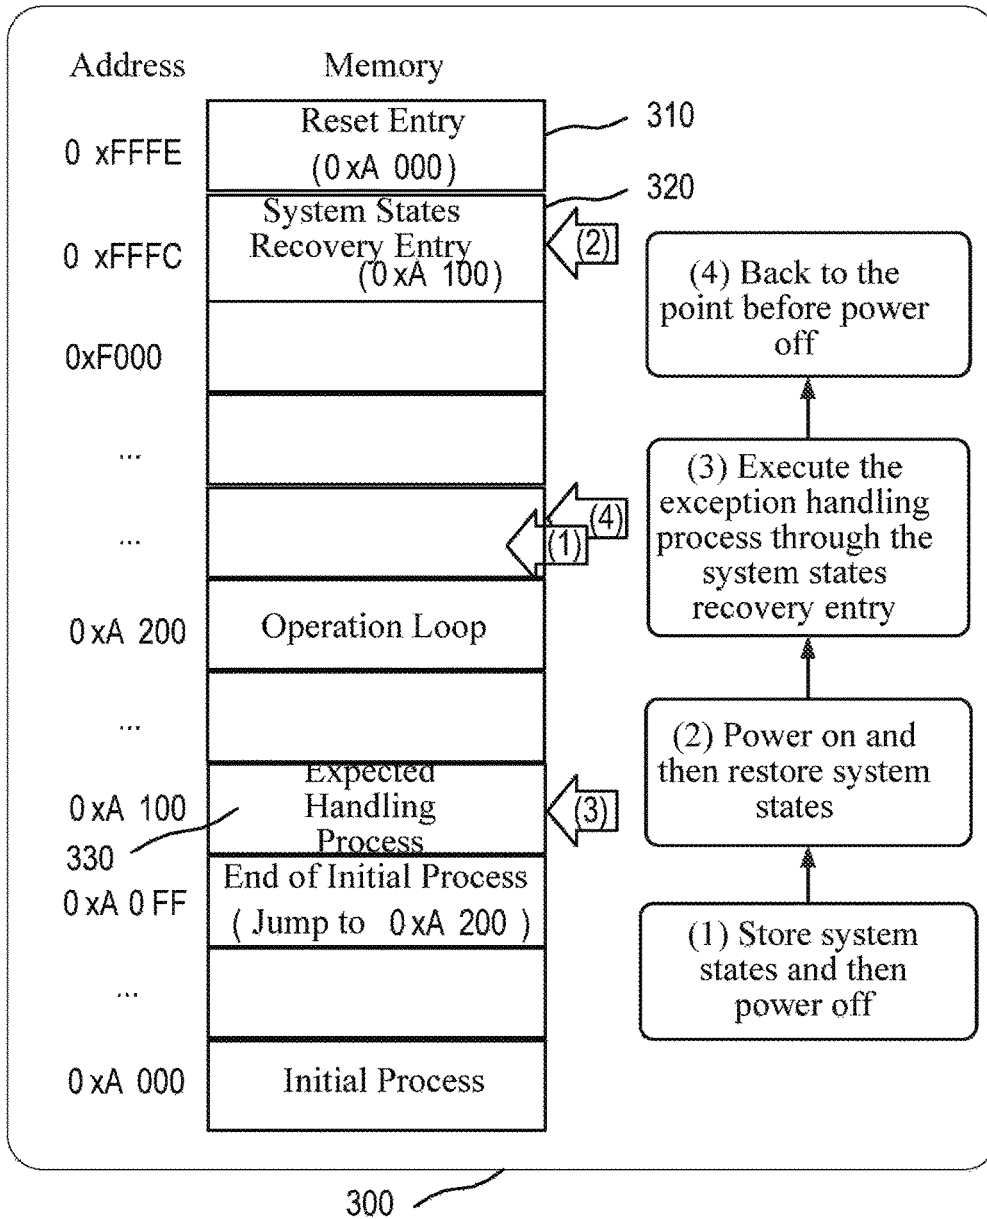 Address Memory
0 xFFFE
Reset Entry
(0xA 000)
310
320
0 xFFFC
System States
Recovery Entry
(0xA 100)
(2)
0xF000
...
...
(4)
(1)
0xA 200
Operation Loop
...
0xA 100
Expected
Handling
Process
(3)
330
0xA 0FF
End of Initial Process
( Jump to 0xA 200 )
...
0xA 000
Initial Process
(4) Back to the
point before power
off
(3) Execute the
exception handling
process through the
system states
recovery entry
(2) Power on and
then restore system
states
(1) Store system
states and then
power off
300